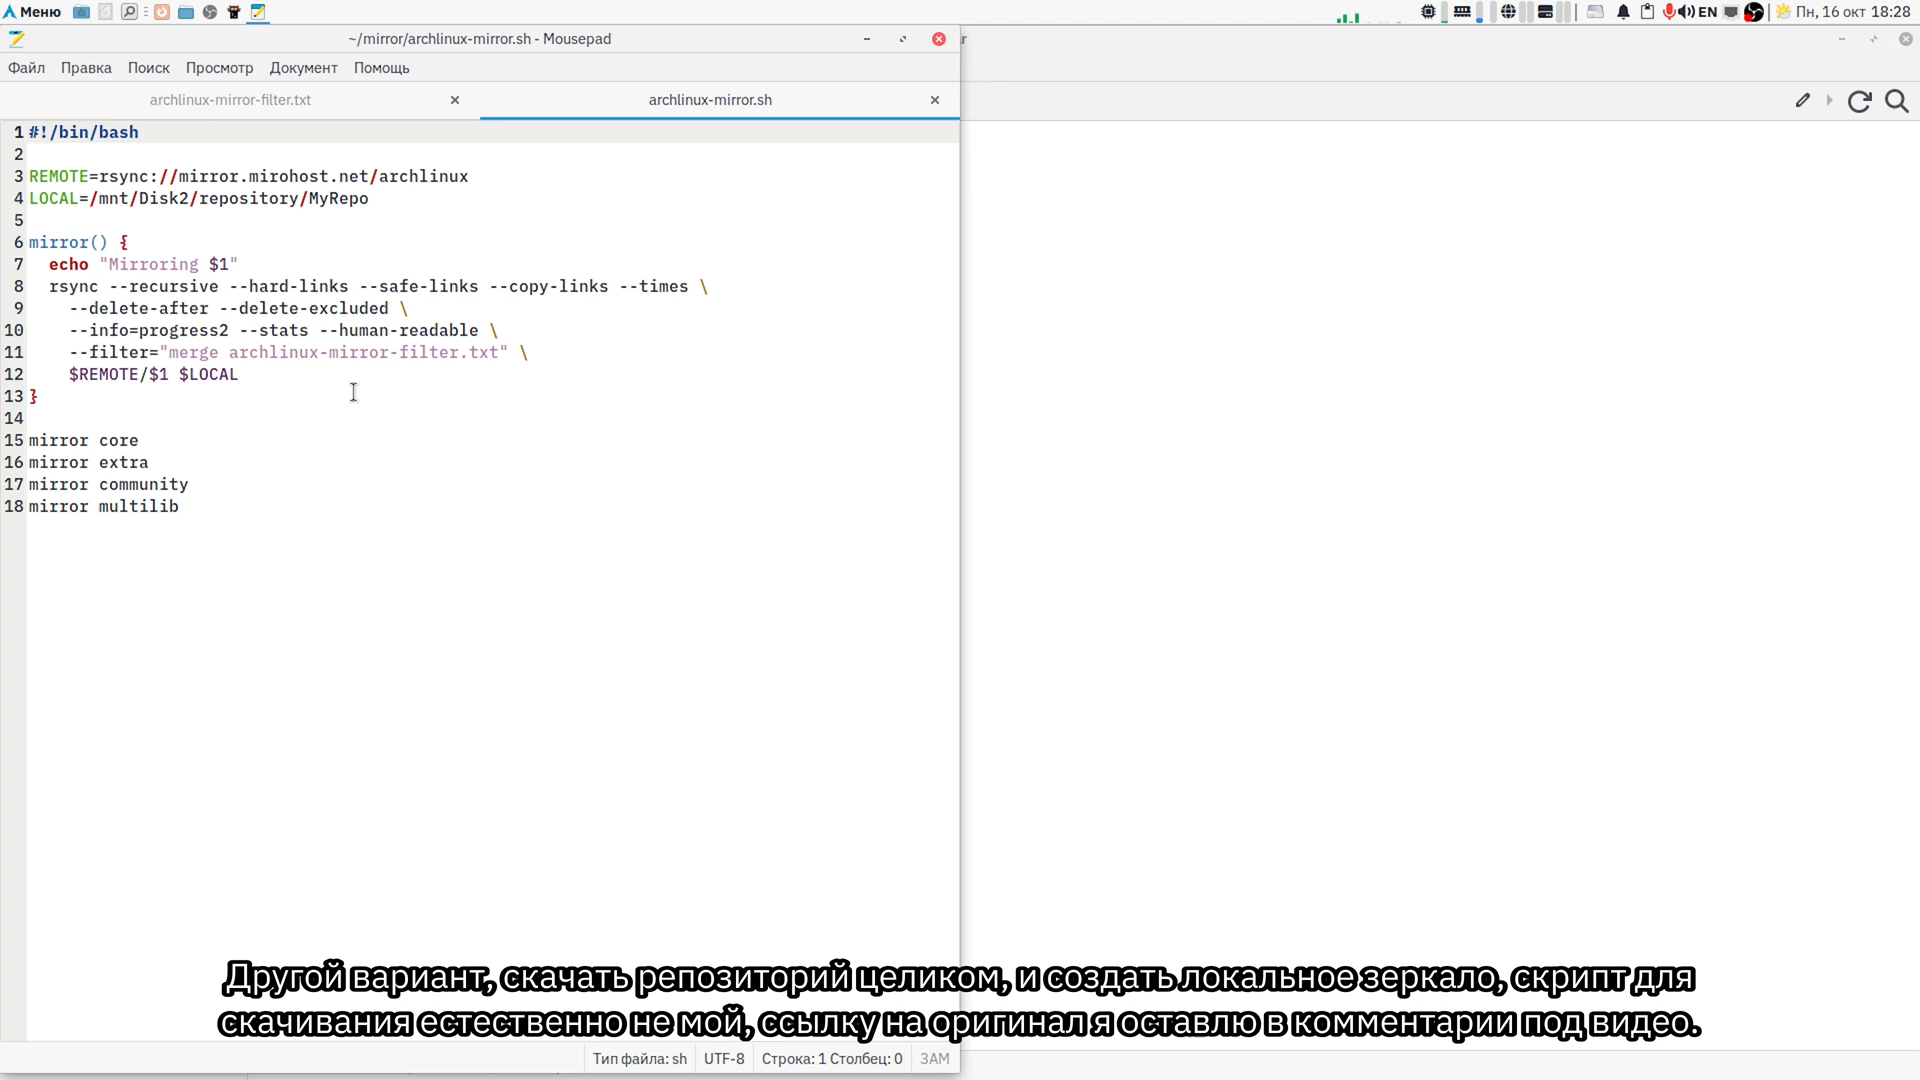 Меню
EN
Пн, 16 окт 18:28
~/mirror/archlinux-mirror.sh - Mousepad
r
Файл Правка Поиск Просмотр Документ Помощь
archlinux-mirror-filter.txt
archlinux-mirror.sh
1 #!/bin/bash
2
3 REMOTE=rsync://mirror.mirohost.net/archlinux
4 LOCAL=/mnt/Disk2/repository/MyRepo
5
6 mirror() {
7   echo "Mirroring $1"
8   rsync --recursive --hard-links --safe-links --copy-links --times \
9     --delete-after --delete-excluded \
10     --info=progress2 --stats --human-readable \
11     --filter="merge archlinux-mirror-filter.txt" \
12     $REMOTE/$1 $LOCAL
13 }
14
15 mirror core
16 mirror extra
17 mirror community
18 mirror multilib
Другой вариант, скачать репозиторий целиком, и создать локальное зеркало, скрипт для
скачивания естественно не мой, ссылку на оригинал я оставлю в комментарии под видео.
Тип файла: sh UTF-8 Строка: 1 Столбец: 0 ЗАМ